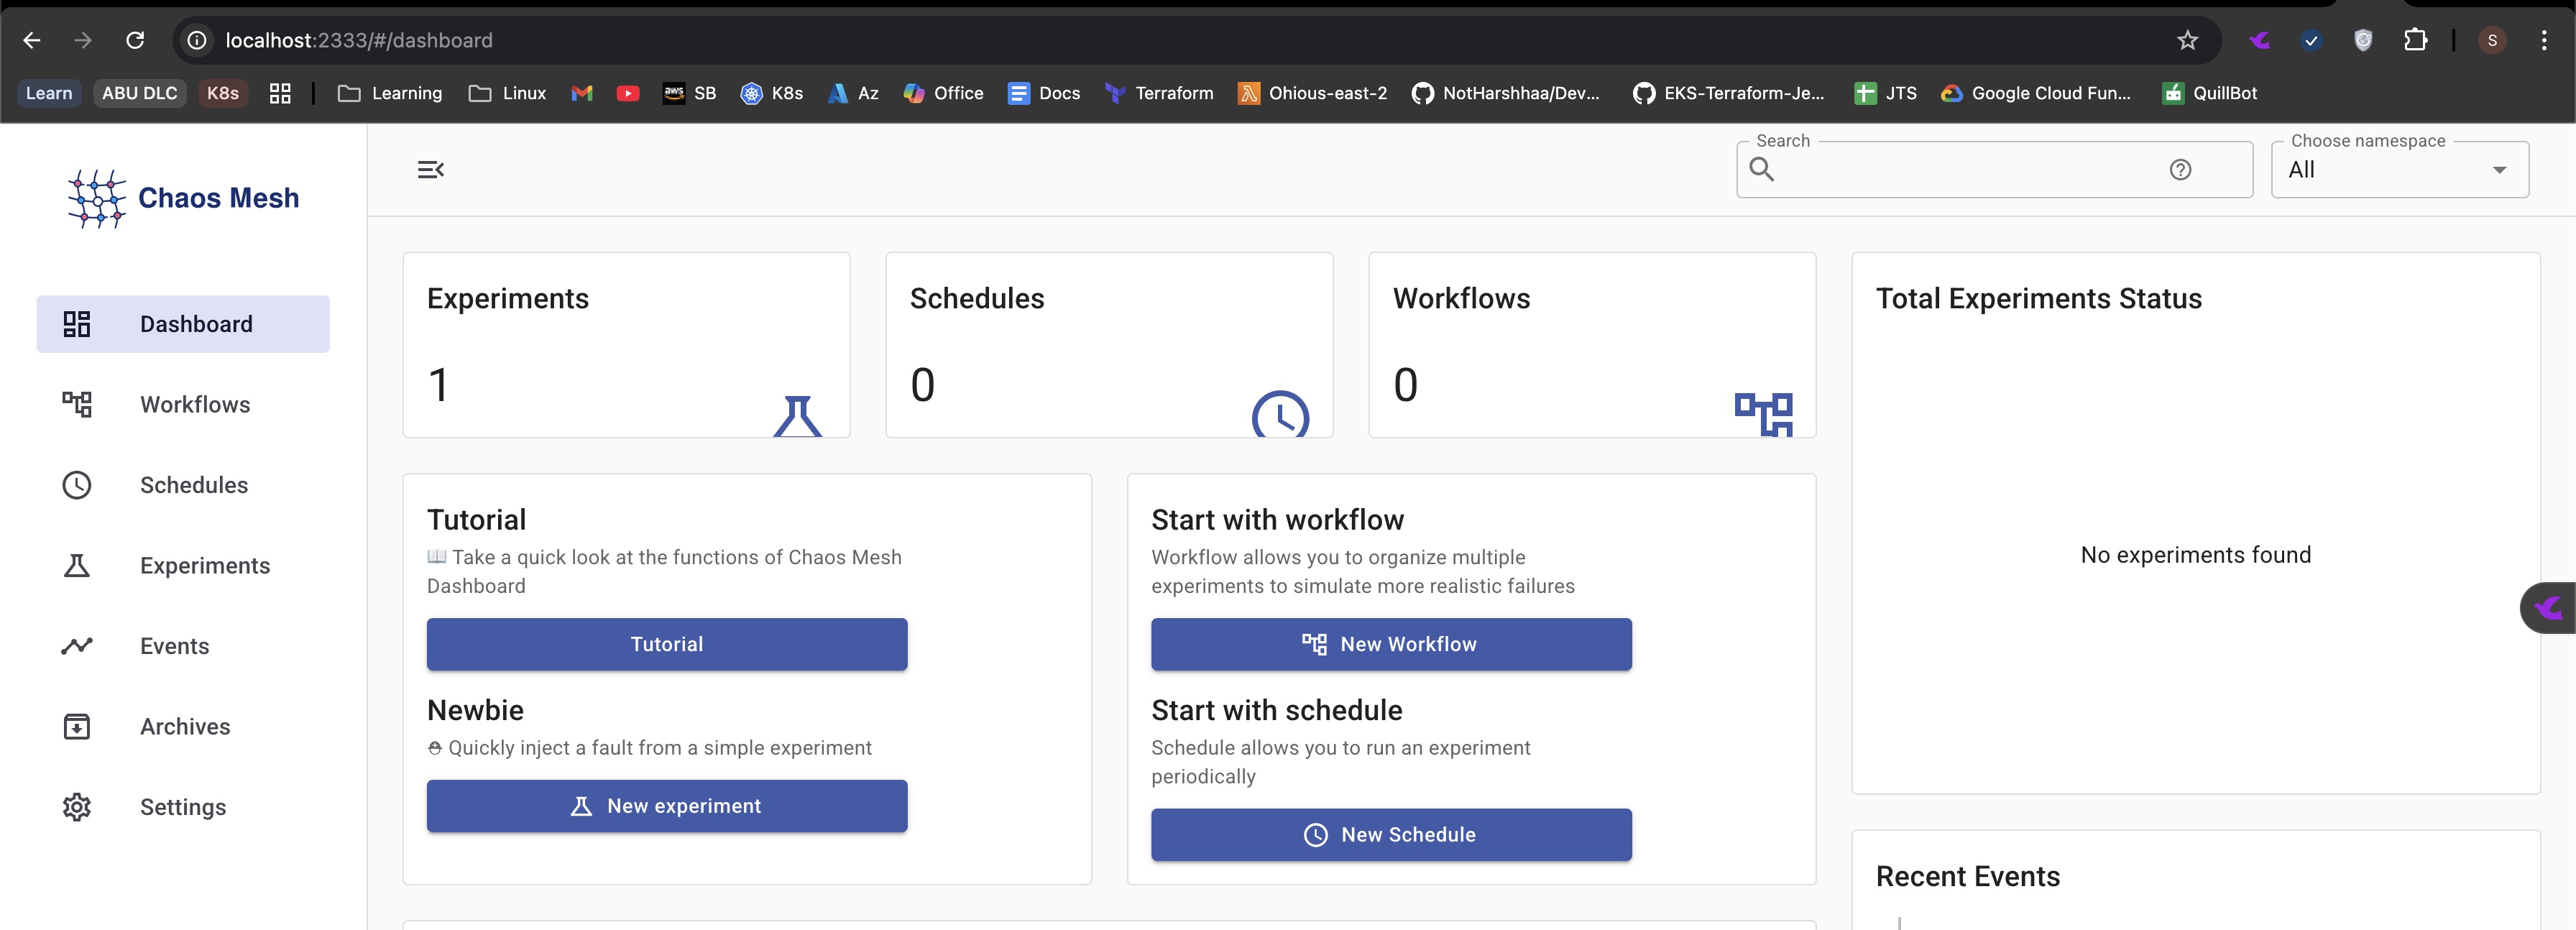 localhost:2333/#/dashboard
S
Learn
ABU DLC
K8s
Learning
Linux
aws
SB
K8s
Az
Office
Docs
Terraform
Ohious-east-2
NotHarshhaa/Dev...
EKS-Terraform-Je...
JTS
Google Cloud Fun...
QuillBot
Chaos Mesh
Dashboard
Workflows
Schedules
Experiments
Events
Archives
Settings
Search
Choose namespace
All
Experiments
1
Schedules
0
Workflows
0
Total Experiments Status
No experiments found
Tutorial
📖 Take a quick look at the functions of Chaos Mesh
Dashboard
Tutorial
Newbie
Quickly inject a fault from a simple experiment
New experiment
Start with workflow
Workflow allows you to organize multiple
experiments to simulate more realistic failures
New Workflow
Start with schedule
Schedule allows you to run an experiment
periodically
New Schedule
Recent Events